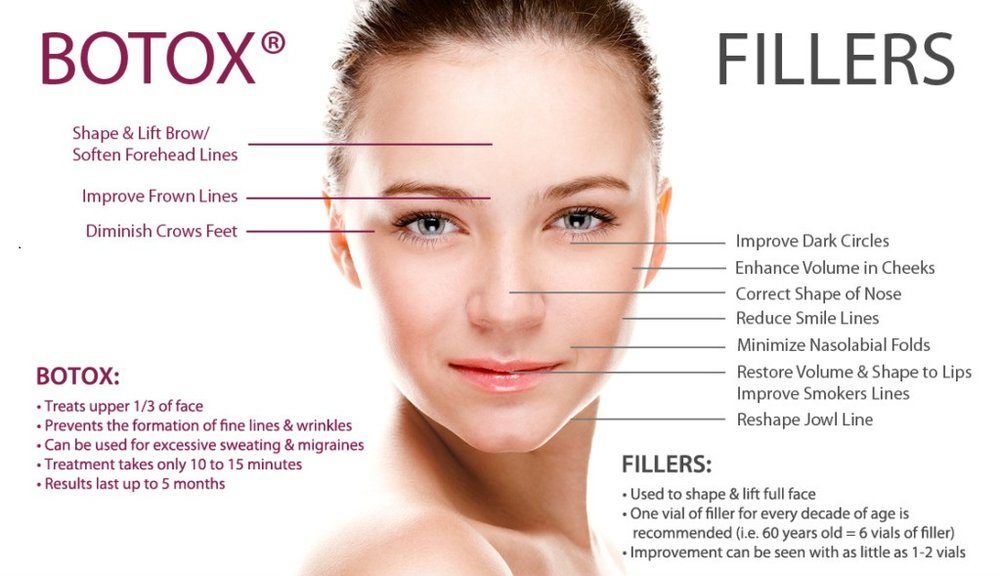 BOTOX®
FILLERS
Shape & Lift Brow/
Soften Forehead Lines
Improve Frown Lines
Diminish Crows Feet
Improve Dark Circles
Enhance Volume in Cheeks
Correct Shape of Nose
Reduce Smile Lines
Minimize Nasolabial Folds
Restore Volume & Shape to Lips
Improve Smokers Lines
Reshape Jowl Line
BOTOX:
• Treats upper 1/3 of face
• Prevents the formation of fine lines & wrinkles
• Can be used for excessive sweating & migraines
• Treatment takes only 10 to 15 minutes
• Results last up to 5 months
FILLERS:
• Used to shape & lift full face
• One vial of filler for every decade of age is
recommended (i.e. 60 years old = 6 vials of filler)
• Improvement can be seen with as little as 1-2 vials